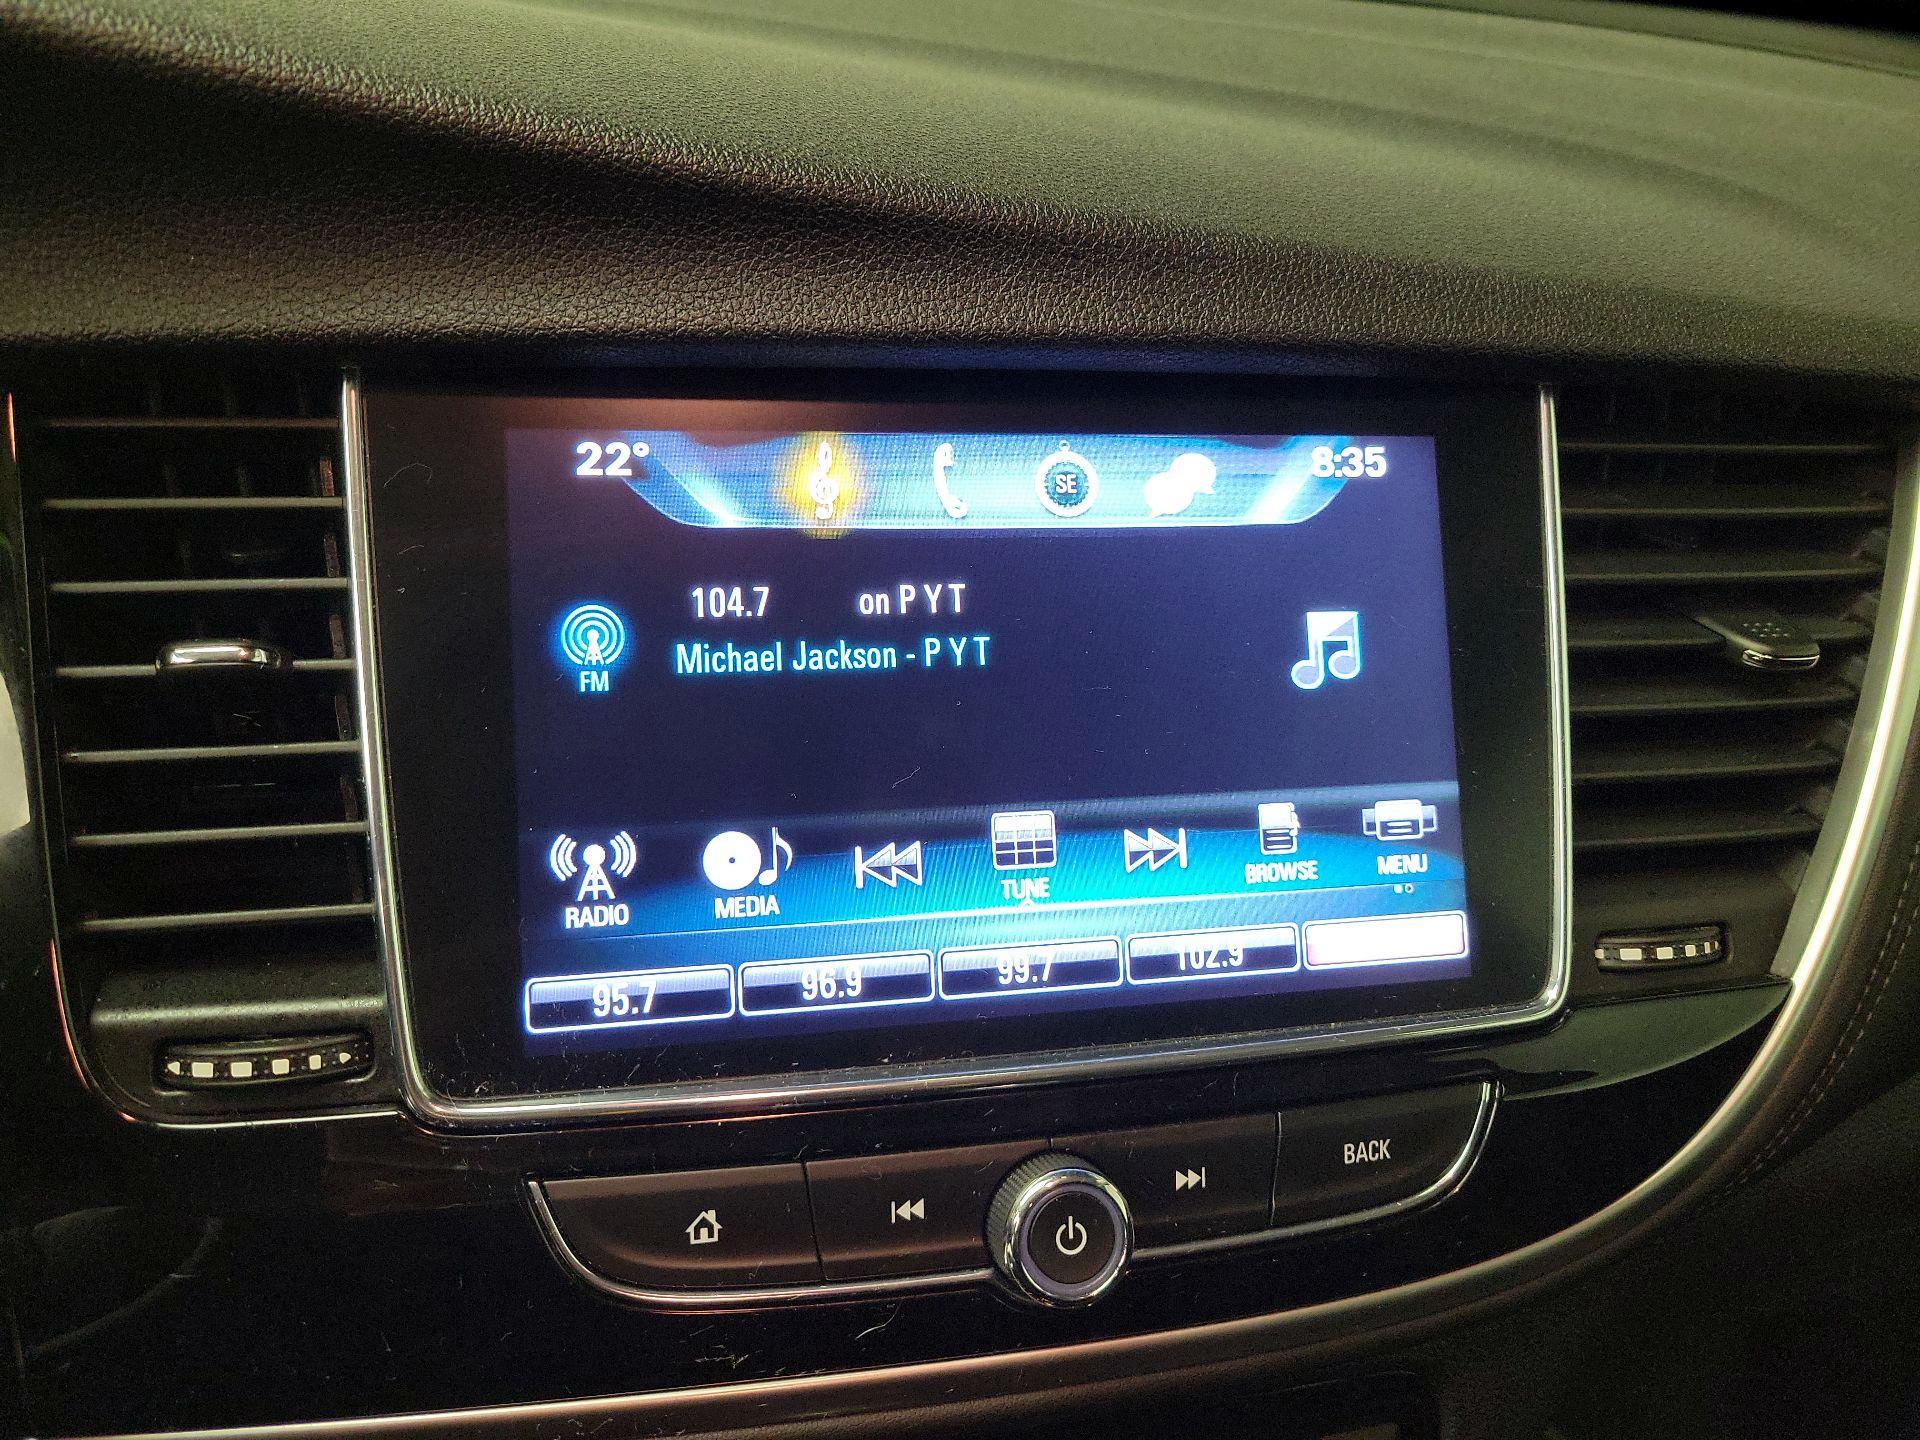 22° 8:35
SE
104.7 on P Y T
FM Michael Jackson - P Y T
RADIO MEDIA TUNE BROWSE MENU
95.7 96.9 99.7 102.9
BACK